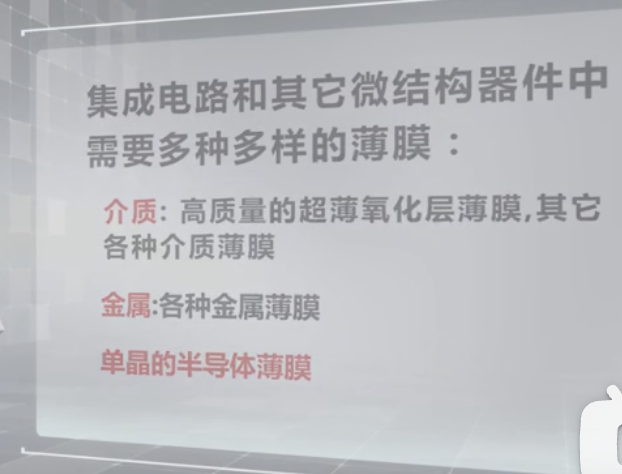 集成电路和其它微结构器件中
需要多种多样的薄膜：
介质: 高质量的超薄氧化层薄膜,其它
各种介质薄膜
金属:各种金属薄膜
单晶的半导体薄膜